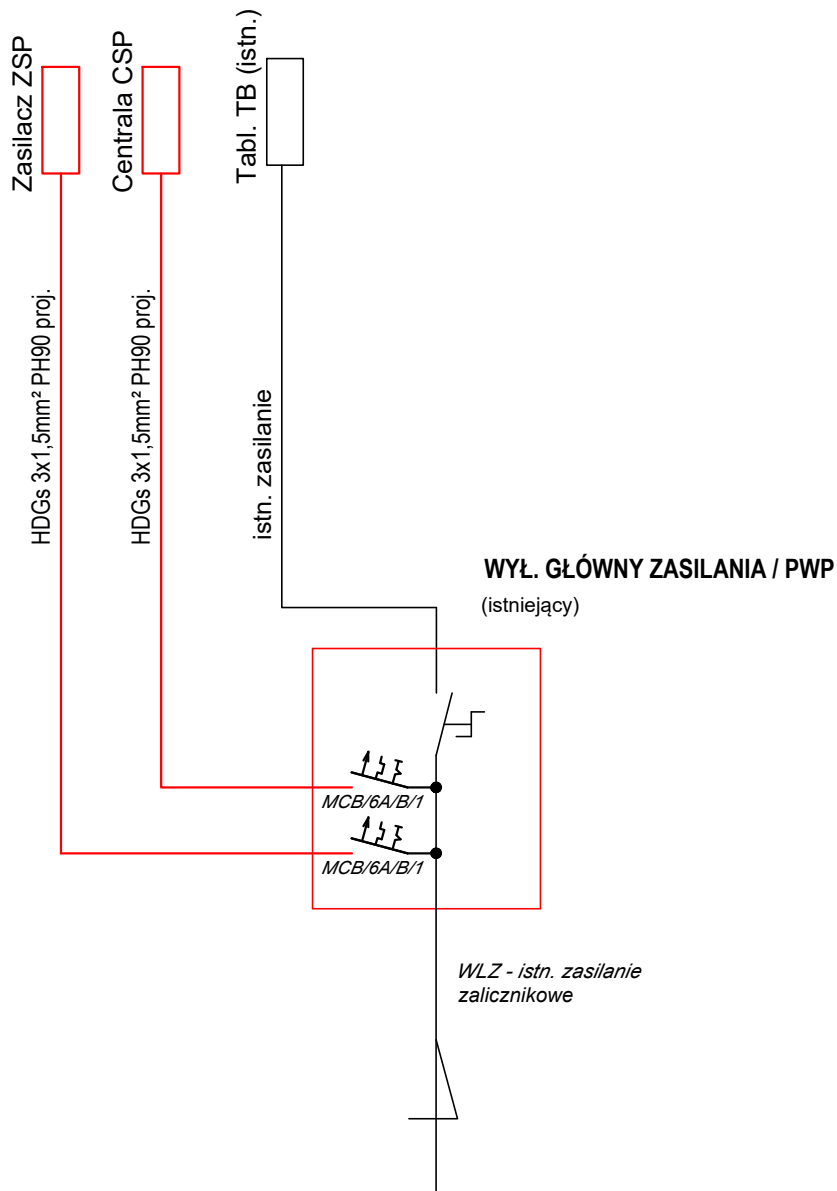 Zasilacz ZSP
Centrala CSP
Tabl. TB (istn.)
HDGs 3x1,5mm² PH90 proj.
HDGs 3x1,5mm² PH90 proj.
istn. zasilanie
WYŁ. GŁÓWNY ZASILANIA / PWP
(istniejący)
MCB/6A/B/1
MCB/6A/B/1
WLZ - istn. zasilanie
zalicznikowe